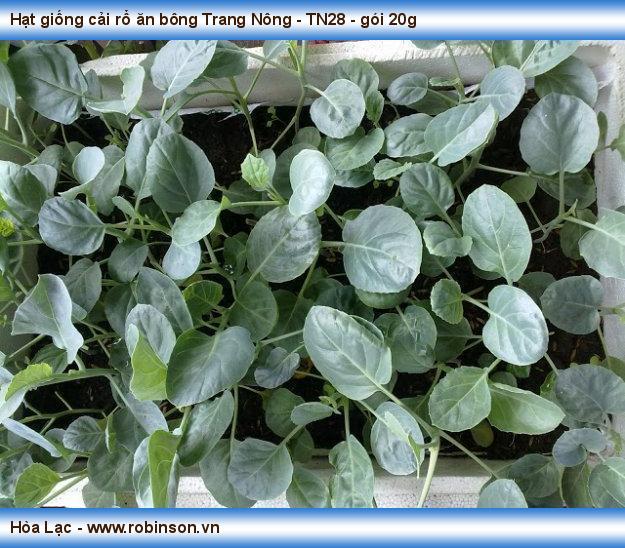 Hạt giống cải rổ ăn bông Trang Nông - TN28 - gói 20g
Hòa Lạc - www.robinson.vn